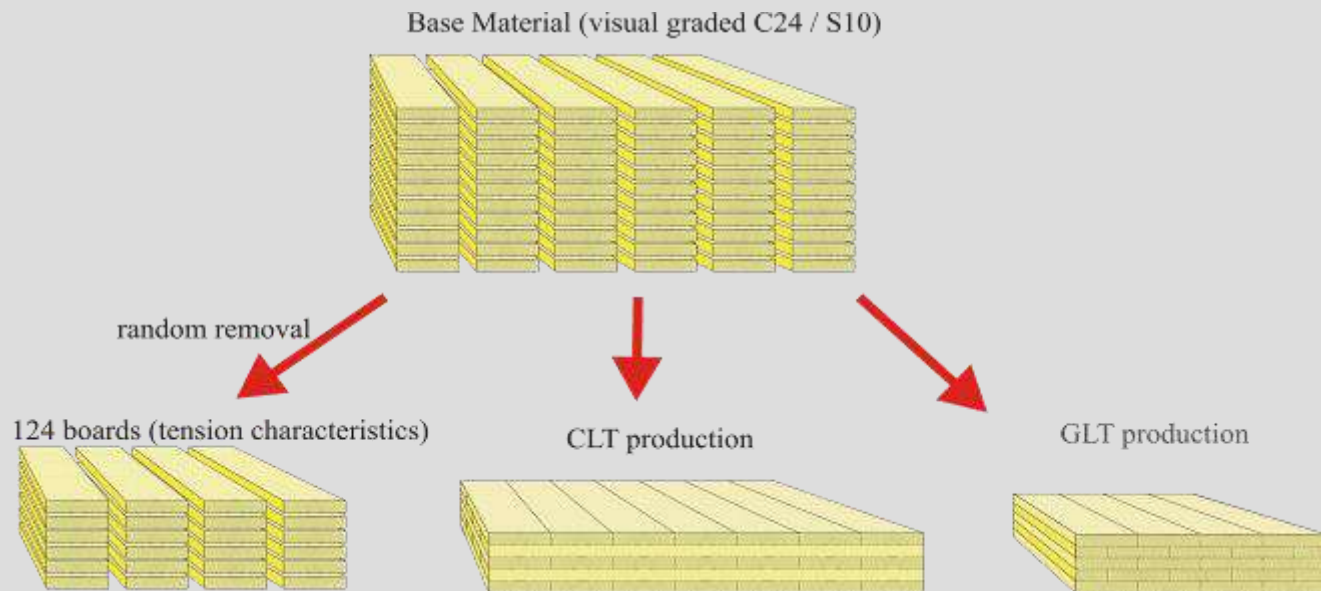 Base Material (visual graded C24 / S10)
random removal
124 boards (tension characteristics)
CLT production
GLT production